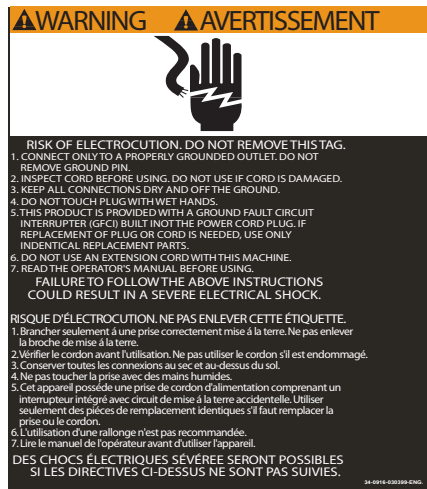 WARNING AVERTISSEMENT
RISK OF ELECTROCUTION. DO NOT REMOVE THIS TAG.
1. CONNECT ONLY TO A PROPERLY GROUNDED OUTLET. DO NOT
REMOVE GROUND PIN.
2. INSPECT CORD BEFORE USING. DO NOT USE IF CORD IS DAMAGED.
3. KEEP ALL CONNECTIONS DRY AND OFF THE GROUND.
4. DO NOT TOUCH PLUG WITH WET HANDS.
5. THIS PRODUCT IS PROVIDED WITH A GROUND FAULT CIRCUIT
INTERRUPTER (GFCI) BUILT INOT THE POWER CORD PLUG. IF
REPLACEMENT OF PLUG OR CORD IS NEEDED, USE ONLY
INDENTICAL REPLACEMENT PARTS.
6. DO NOT USE AN EXTENSION CORD WITH THIS MACHINE.
7. READ THE OPERATOR'S MANUAL BEFORE USING.
FAILURE TO FOLLOW THE ABOVE INSTRUCTIONS
COULD RESULT IN A SEVERE ELECTRICAL SHOCK.
RISQUE D'ÉLECTROCUTION. NE PAS ENLEVER CETTE ÉTIQUETTE.
1. Brancher seulement á une prise correctement mise á la terre. Ne pas enlever
la broche de mise á la terre.
2. Vérifier le cordon avant l'utilisation. Ne pas utiliser le cordon s'il est endommagé.
3. Conserver toutes les connexions au sec et au-dessus du sol.
4. Ne pas toucher la prise avec des mains humides.
5. Cet appareil posséde une prise de cordon d'alimentation comprenant un
interrupteur intégré avec circuit de mise á la terre accidentelle. Utiliser
seulement des piéces de remplacement identiques s'il faut remplacer la
prise ou le cordon.
6. L'utilisation d'une rallonge n'est pas recommandée.
7. Lire le manuel de l'opérateur avant d'utiliser l'appareil.
DES CHOCS ÉLECTRIQUES SÉVÉREE SERONT POSSIBLES
SI LES DIRECTIVES CI-DESSUS NE SONT PAS SUIVIES.
34-0916-030399-ENG.